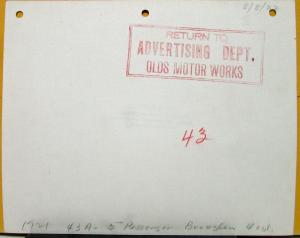 RETURN TO
ADVERTISING DEPT.
OLDS MOTOR WORKS
43
1921 43A - 5 Passenger Brougham